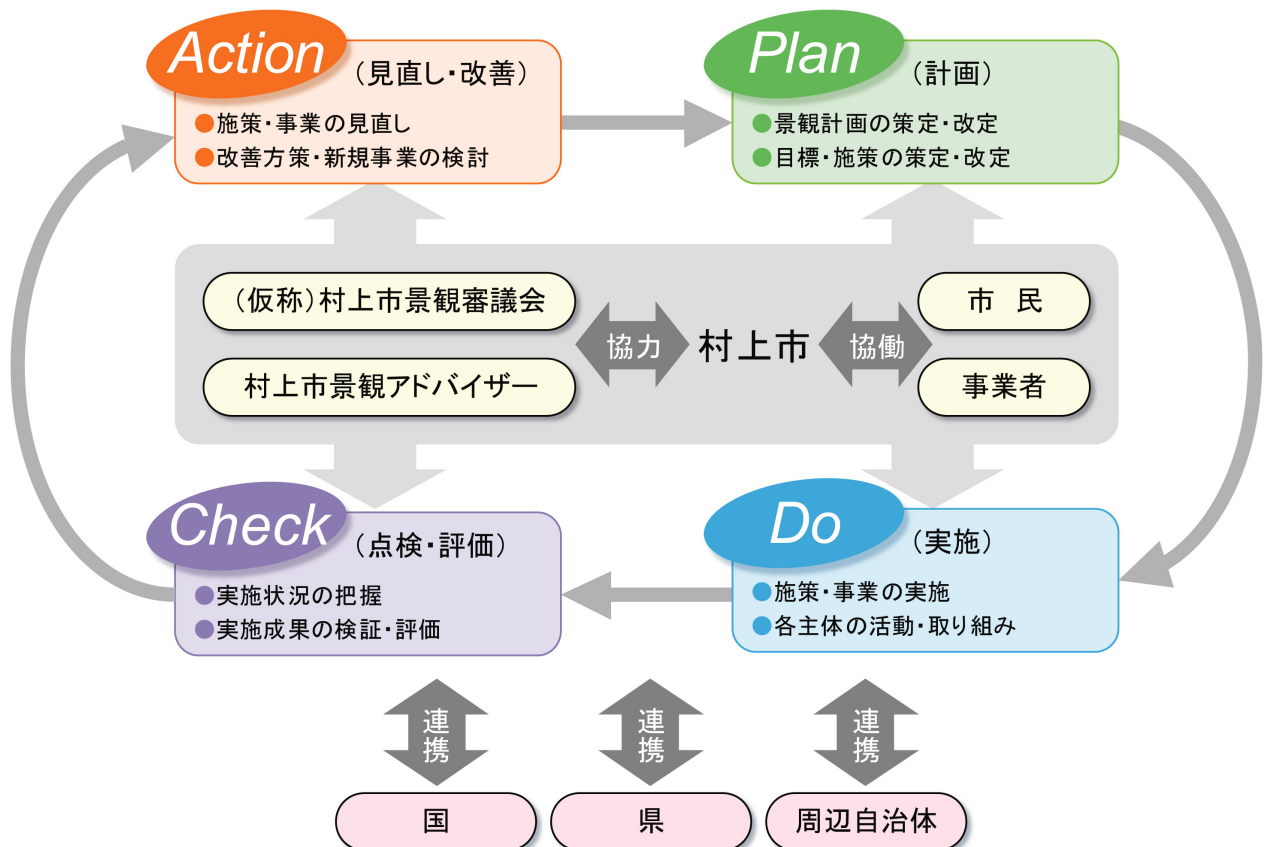 Action
（見直し・改善）
●施策・事業の見直し
●改善方策・新規事業の検討
Plan
（計画）
●景観計画の策定・改定
●目標・施策の策定・改定
（仮称）村上市景観審議会
村上市景観アドバイザー
協力
村上市
協働
市　民
事業者
Check
（点検・評価）
●実施状況の把握
●実施成果の検証・評価
Do
（実施）
●施策・事業の実施
●各主体の活動・取り組み
連携
連携
連携
国
県
周辺自治体